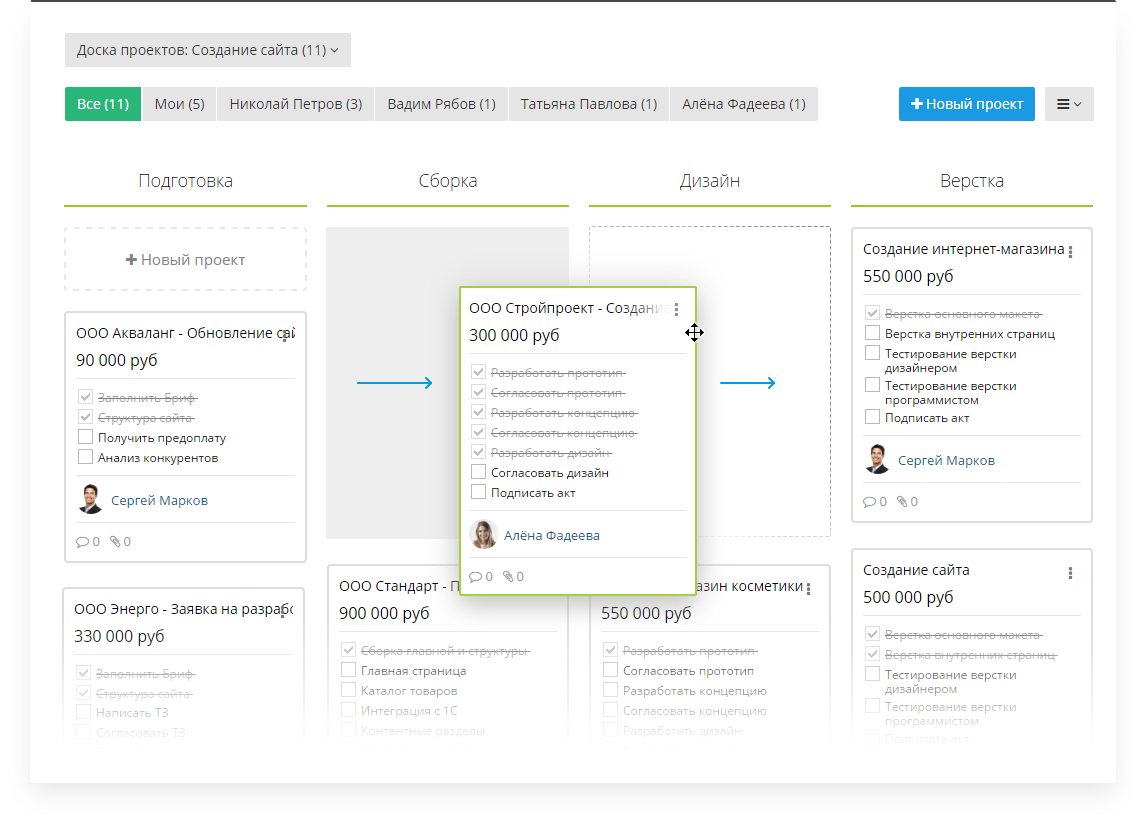 Доска проектов: Создание сайта (11)
Все (11)
Мои (5)
Николай Петров (3)
Вадим Рябов (1)
Татьяна Павлова (1)
Алёна Фадеева (1)
Новый проект
Подготовка
Сборка
Дизайн
Верстка
Новый проект
ООО Акваланг - Обновление сай
90 000 руб
Заполнить Бриф
Структура сайта
Получить предоплату
Анализ конкурентов
Сергей Марков
0 0
ООО Энерго - Заявка на разрабо
330 000 руб
Заполнить Бриф
Структура сайта
Написать ТЗ
Согласовать ТЗ
ООО Стройпроект - Создание
300 000 руб
Разработать прототип
Согласовать прототип
Разработать концепцию
Согласовать концепцию
Разработать дизайн
Согласовать дизайн
Подписать акт
Алёна Фадеева
0 0
ООО Стандарт - П
900 000 руб
Сборка главной и структуры
Главная страница
Каталог товаров
Интеграция с 1С
Контентные разделы
азин косметики
550 000 руб
Разработать прототип
Согласовать прототип
Разработать концепцию
Согласовать концепцию
Разработать дизайн
Создание интернет-магазина
550 000 руб
Верстка основного макета
Верстка внутренних страниц
Тестирование верстки
дизайнером
Тестирование верстки
программистом
Подписать акт
Сергей Марков
0 0
Создание сайта
500 000 руб
Верстка основного макета
Верстка внутренних страниц
Тестирование верстки
дизайнером
Тестирование верстки
программистом
Подписать акт